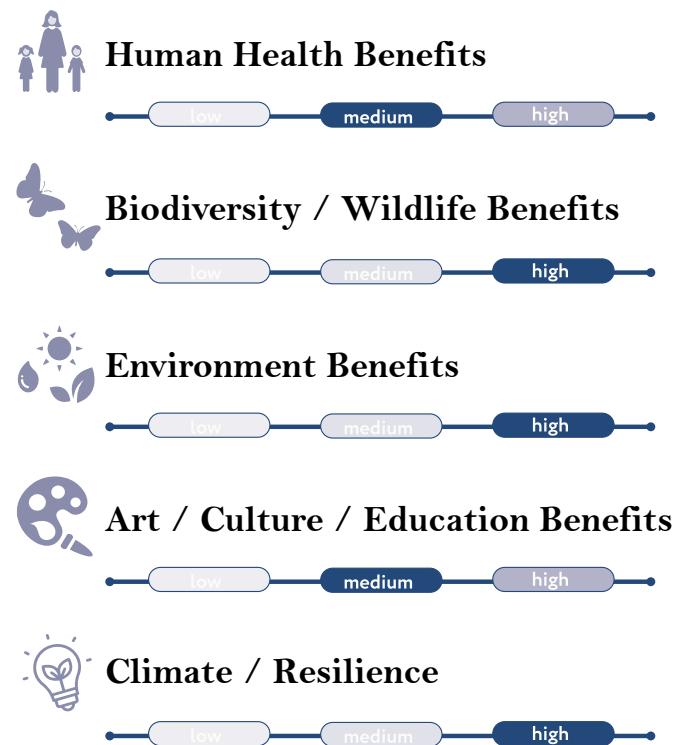 Human Health Benefits
low medium high
Biodiversity / Wildlife Benefits
low medium high
Environment Benefits
low medium high
Art / Culture / Education Benefits
low medium high
Climate / Resilience
low medium high